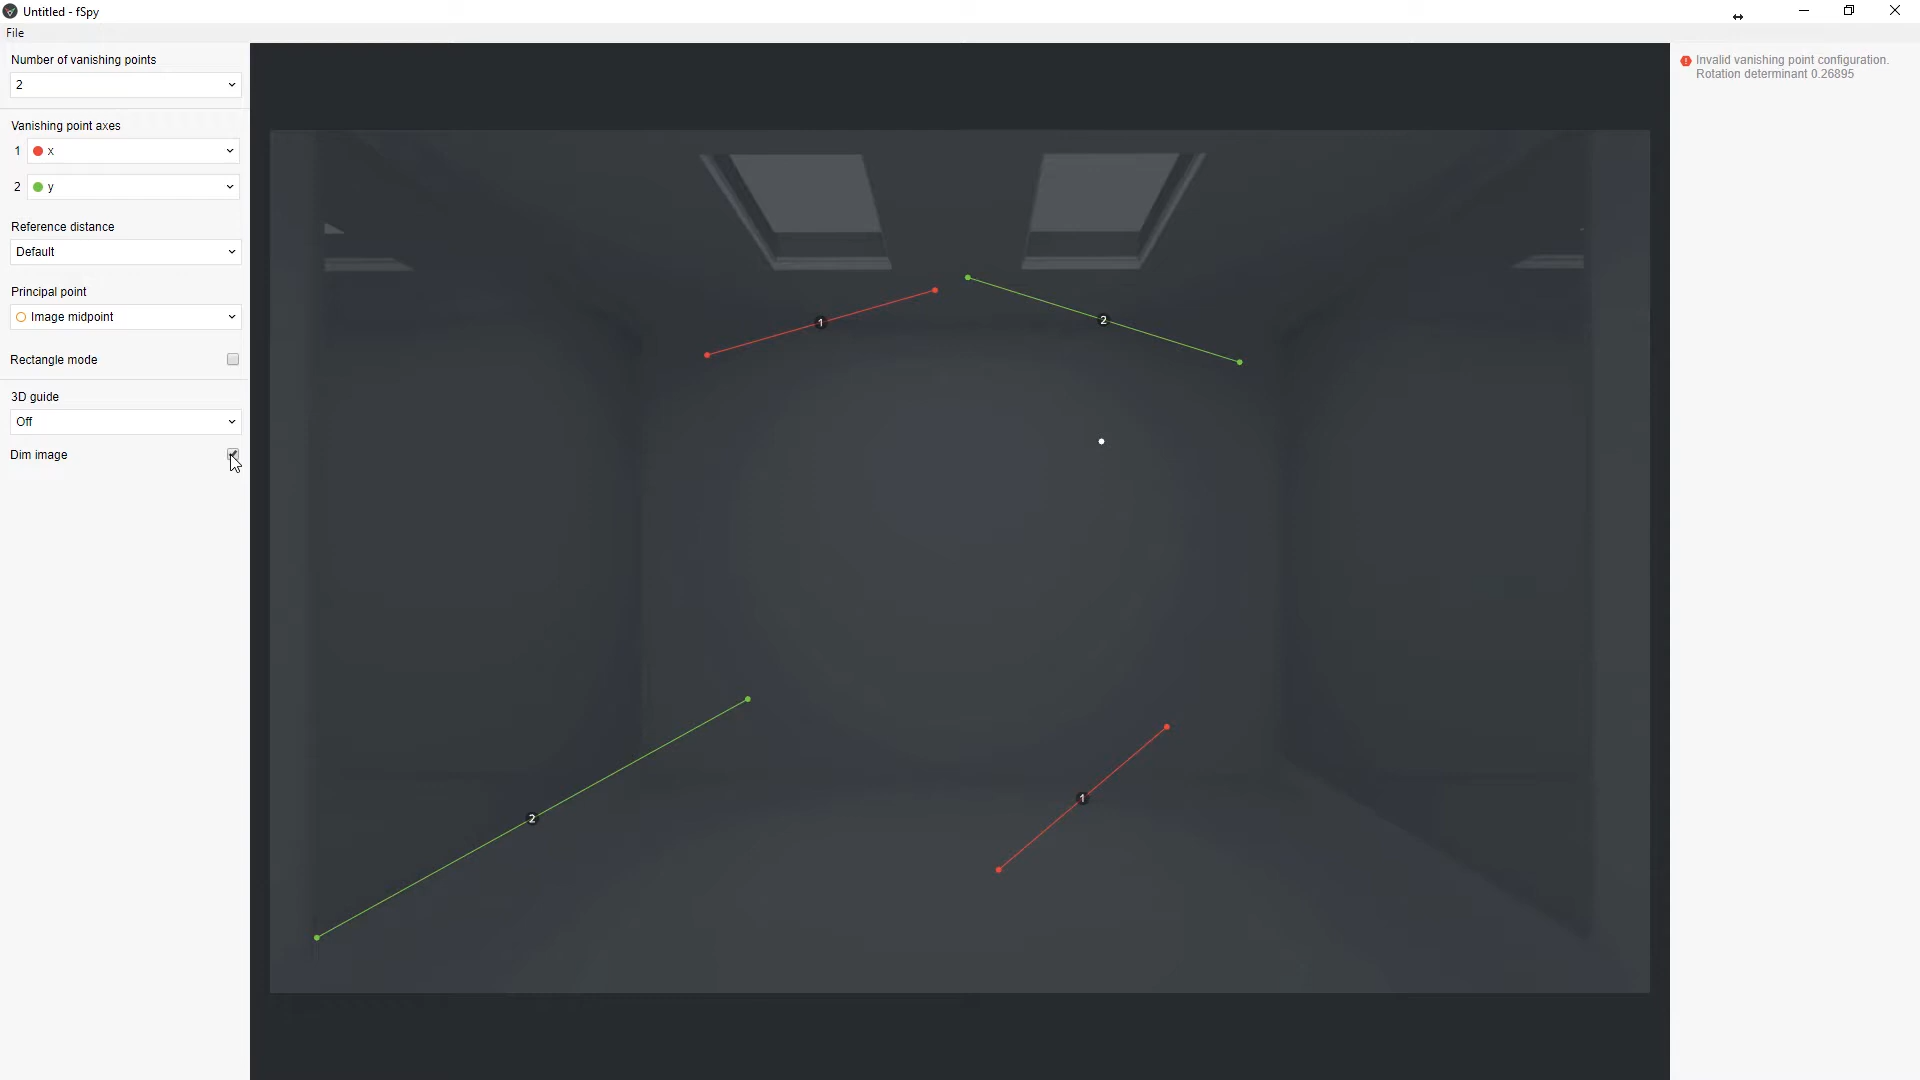 Untitled - fSpy
File
Number of vanishing points
2
Vanishing point axes
1 x
2 y
Reference distance
Default
Principal point
Image midpoint
Rectangle mode
3D guide
Off
Dim image
1
2
2
1
Invalid vanishing point configuration.
Rotation determinant 0.26895